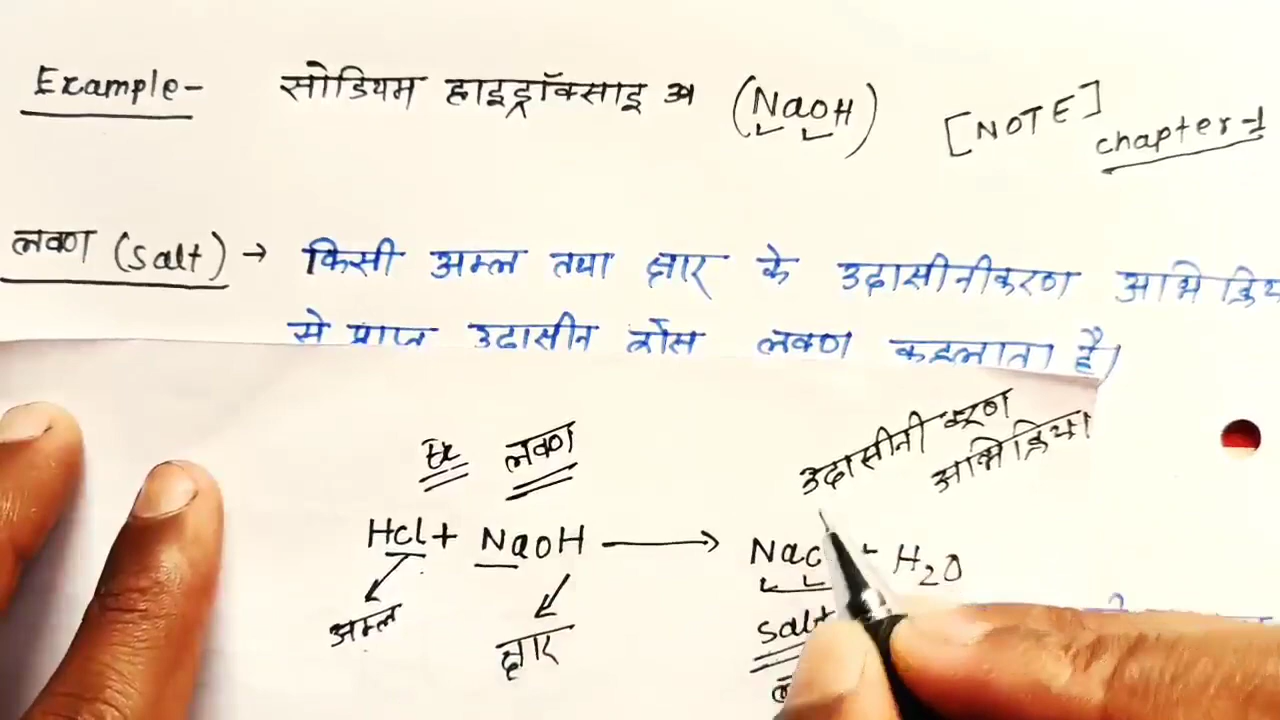 Example- सोडियम हाइड्रॉक्साइड (NaOH) [NOTE] chapter-1
लवण (salt) → किसी अम्ल तथा क्षार के उदासीनीकरण अभिक्रिया
से प्राप्त उदासीन ठोस लवण कहलाता है।
उदासीनीकरण
अभिक्रिया
Ex लवण
Hcl + NaOH → Nac + H2O
अम्ल क्षार salt